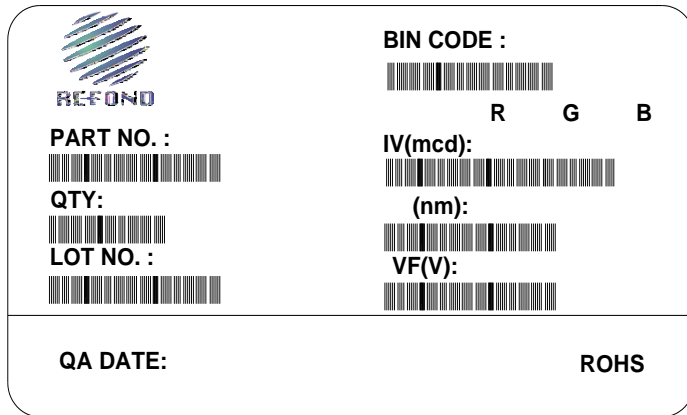 REFOND
PART NO. :
QTY:
LOT NO. :
BIN CODE :
R G B
IV(mcd):
(nm):
VF(V):
QA DATE:
ROHS